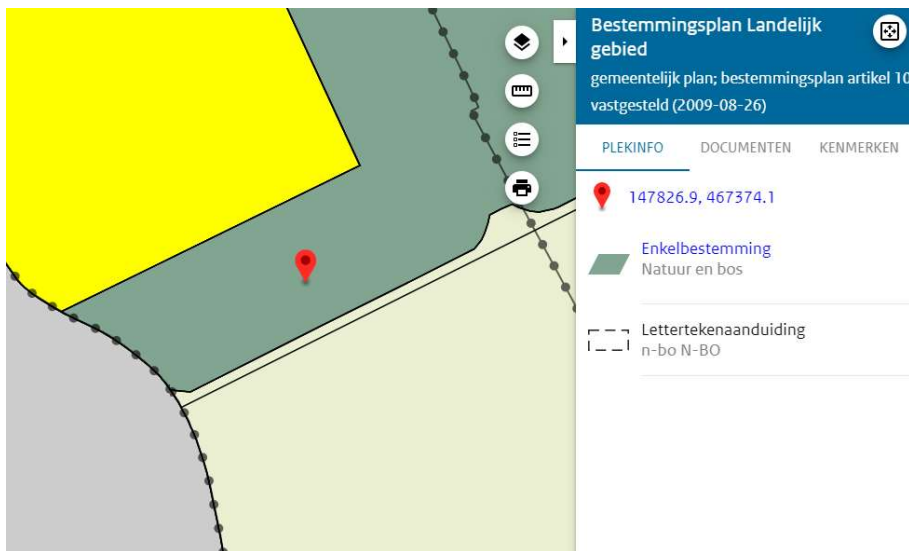 Bestemmingsplan Landelijk
gebied
gemeentelijk plan; bestemmingsplan artikel 10
vastgesteld (2009-08-26)
PLEKINFO DOCUMENTEN KENMERKEN
147826.9, 467374.1
Enkelbestemming
Natuur en bos
Lettertekenaanduiding
n-bo N-BO